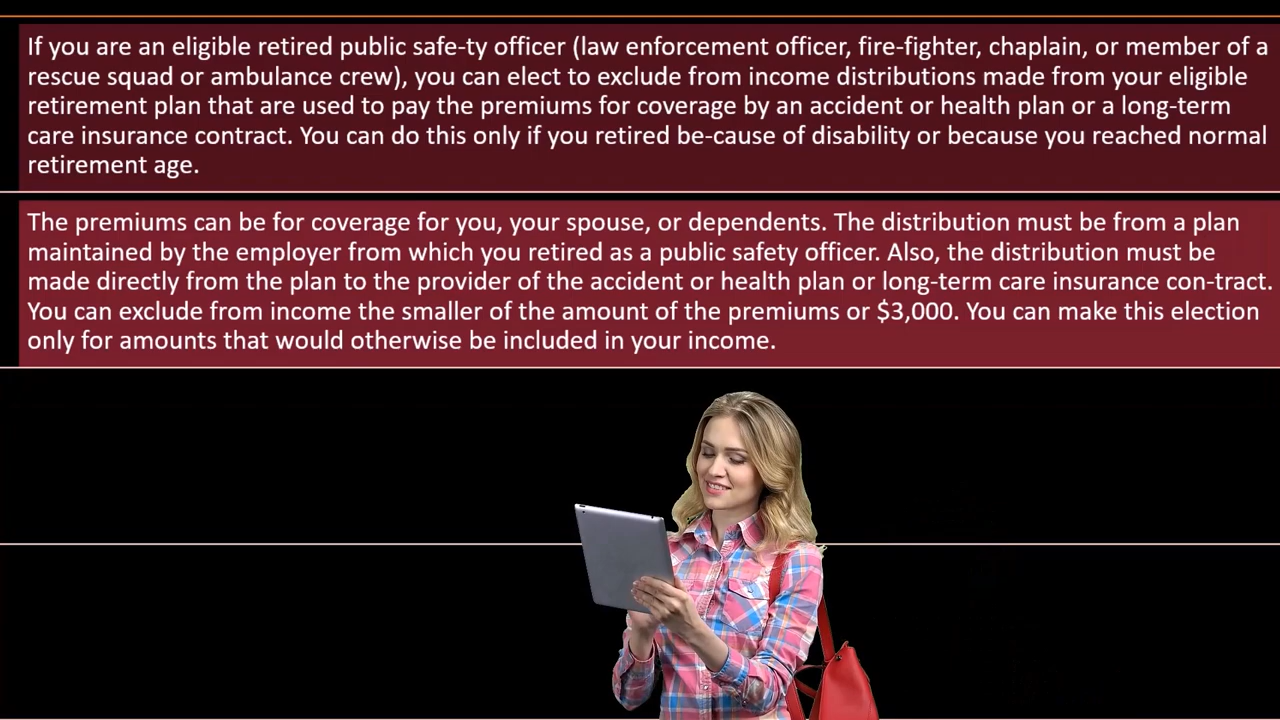 If you are an eligible retired public safe-ty officer (law enforcement officer, fire-fighter, chaplain, or member of a
rescue squad or ambulance crew), you can elect to exclude from income distributions made from your eligible
retirement plan that are used to pay the premiums for coverage by an accident or health plan or a long-term
care insurance contract. You can do this only if you retired be-cause of disability or because you reached normal
retirement age.
The premiums can be for coverage for you, your spouse, or dependents. The distribution must be from a plan
maintained by the employer from which you retired as a public safety officer. Also, the distribution must be
made directly from the plan to the provider of the accident or health plan or long-term care insurance con-tract.
You can exclude from income the smaller of the amount of the premiums or $3,000. You can make this election
only for amounts that would otherwise be included in your income.